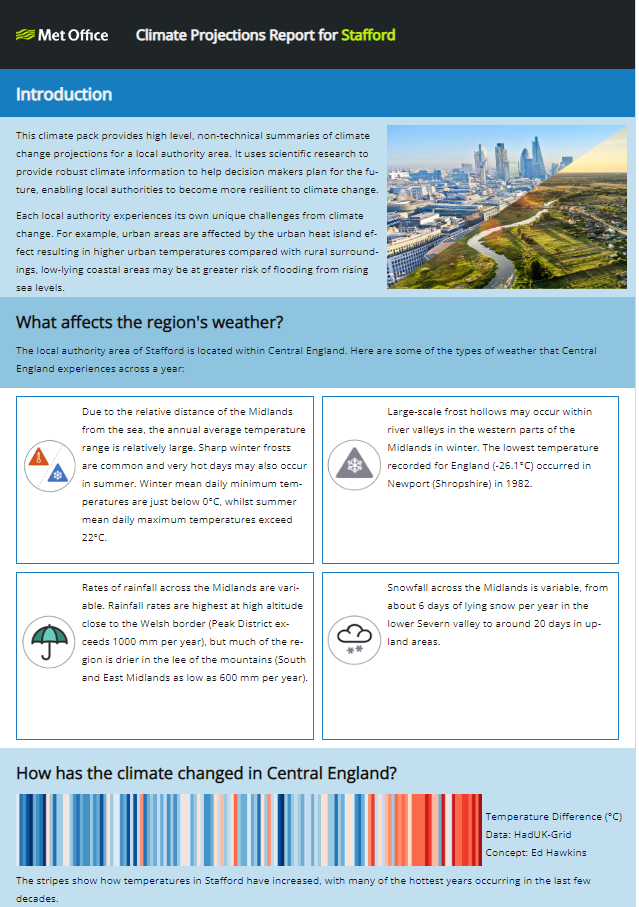 Met Office
Climate Projections Report for Stafford
Introduction
This climate pack provides high level, non-technical summaries of climate
change projections for a local authority area. It uses scientific research to
provide robust climate information to help decision makers plan for the fu-
ture, enabling local authorities to become more resilient to climate change.
Each local authority experiences its own unique challenges from climate
change. For example, urban areas are affected by the urban heat island ef-
fect resulting in higher urban temperatures compared with rural surround-
ings, low-lying coastal areas may be at greater risk of flooding from rising
sea levels.
What affects the region's weather?
The local authority area of Stafford is located within Central England. Here are some of the types of weather that Central
England experiences across a year:
Due to the relative distance of the Midlands
from the sea, the annual average temperature
range is relatively large. Sharp winter frosts
are common and very hot days may also occur
in summer. Winter mean daily minimum tem-
peratures are just below 0°C, whilst summer
mean daily maximum temperatures exceed
22°C.
Large-scale frost hollows may occur within
river valleys in the western parts of the
Midlands in winter. The lowest temperature
recorded for England (-26.1°C) occurred in
Newport (Shropshire) in 1982.
Rates of rainfall across the Midlands are vari-
able. Rainfall rates are highest at high altitude
close to the Welsh border (Peak District ex-
ceeds 1000 mm per year), but much of the re-
gion is drier in the lee of the mountains (South
and East Midlands as low as 600 mm per year).
Snowfall across the Midlands is variable, from
about 6 days of lying snow per year in the
lower Severn valley to around 20 days in up-
land areas.
How has the climate changed in Central England?
Temperature Difference (°C)
Data: HadUK-Grid
Concept: Ed Hawkins
The stripes show how temperatures in Stafford have increased, with many of the hottest years occurring in the last few
decades.